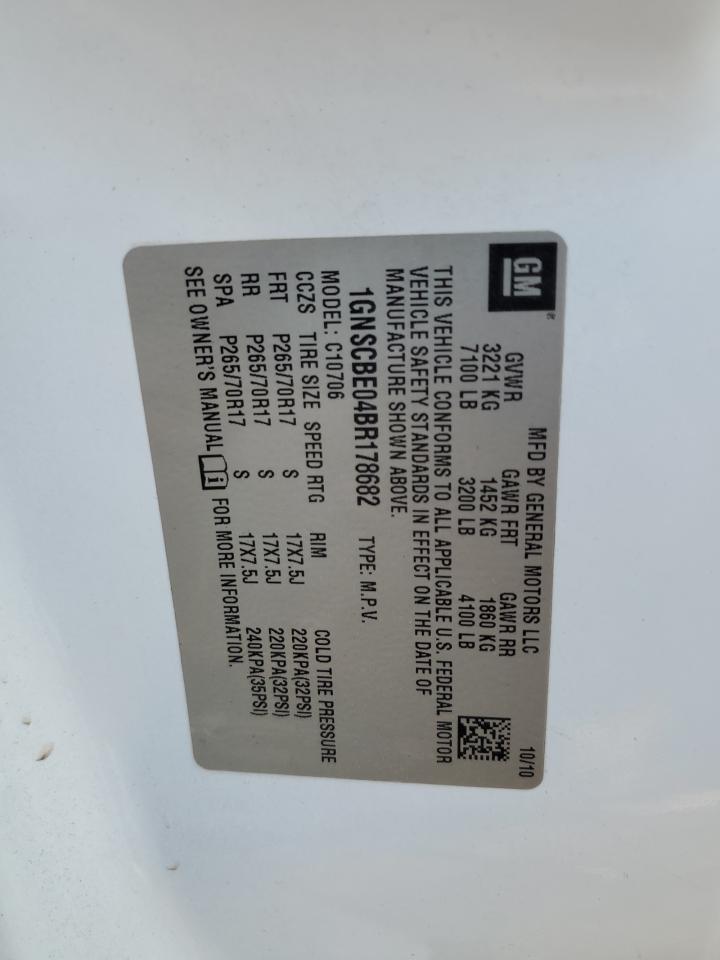 GM®
MFD BY GENERAL MOTORS LLC 10/10
GVWR GAWR FRT GAWR RR
3221 KG 1452 KG 1860 KG
7100 LB 3200 LB 4100 LB
THIS VEHICLE CONFORMS TO ALL APPLICABLE U.S. FEDERAL MOTOR
VEHICLE SAFETY STANDARDS IN EFFECT ON THE DATE OF
MANUFACTURE SHOWN ABOVE.
1GNSCBE04BR178682 TYPE: M.P.V.
MODEL: C10706
CCZS TIRE SIZE SPEED RTG RIM COLD TIRE PRESSURE
FRT P265/70R17 S 17X7.5J 220KPA(32PSI)
RR P265/70R17 S 17X7.5J 220KPA(32PSI)
SPA P265/70R17 S 17X7.5J 240KPA(35PSI)
SEE OWNER'S MANUAL i FOR MORE INFORMATION.